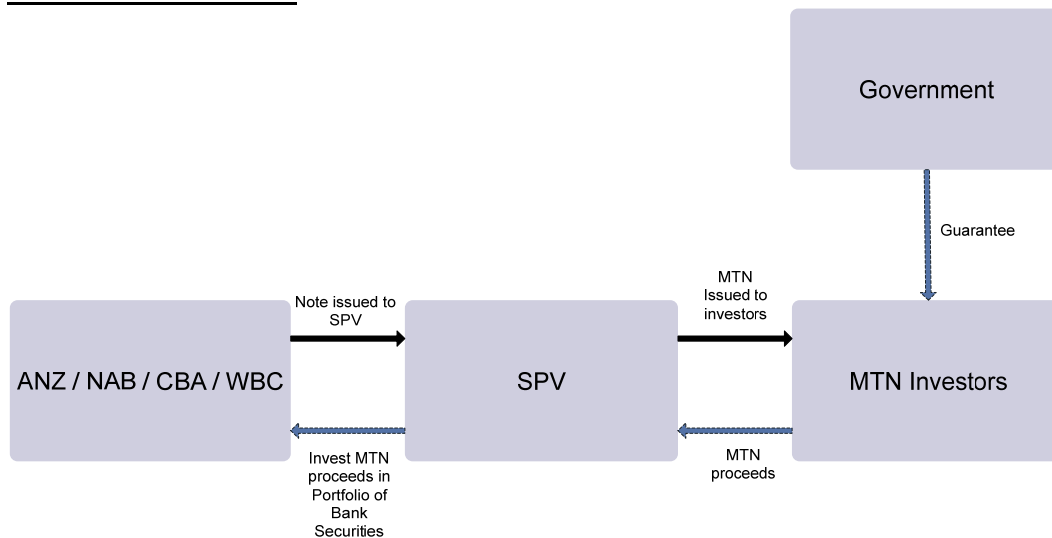 Government
Guarantee
Note issued to
SPV
MTN
Issued to
investors
ANZ / NAB / CBA / WBC
SPV
MTN Investors
Invest MTN
proceeds in
Portfolio of
Bank
Securities
MTN
proceeds